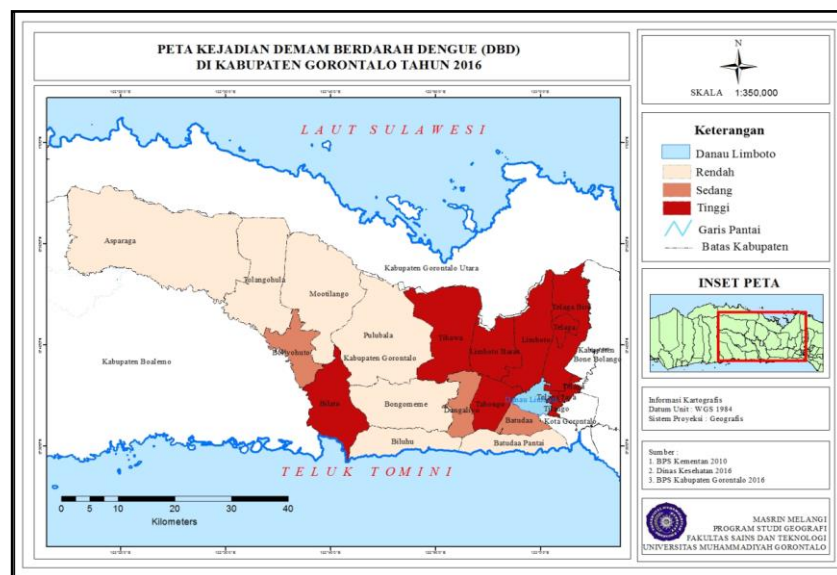 PETA KEJADIAN DEMAM BERDARAH DENGUE (DBD)
DI KABUPATEN GORONTALO TAHUN 2016
N
SKALA 1:350,000
Keterangan
Danau Limboto
Rendah
Sedang
Tinggi
Garis Pantai
Batas Kabupaten
INSET PETA
Informasi Kartografis
Datum Unit : WGS 1984
Sistem Proyeksi : Geografis
Sumber :
1. BPS Kementan 2010
2. Dinas Kesehatan 2016
3. BPS Kabupaten Gorontalo 2016
MASRIN MELANGI
PROGRAM STUDI GEOGRAFI
FAKULTAS SAINS DAN TEKNOLOGI
UNIVERSITAS MUHAMMADIYAH GORONTALO
LAUT SULAWESI
Asparaga
Tolangohula
Mootilango
Kabupaten Gorontalo Utara
Telaga Biru
Telaga
Pulubala
Tibawa
Limboto Barat
Limboto
Kabupaten
Bone Bolango
Kabupaten Boalemo
Boliyohuto
Kabupaten Gorontalo
Bilato
Bongomeme
Dungaliyo
Tabongo
Danau
Telaga Jaya
Tilango
Batudaa
Kota Gorontalo
Biluhu
Batudaa Pantai
TELUK TOMINI
0 5 10 20 30 40
Kilometers